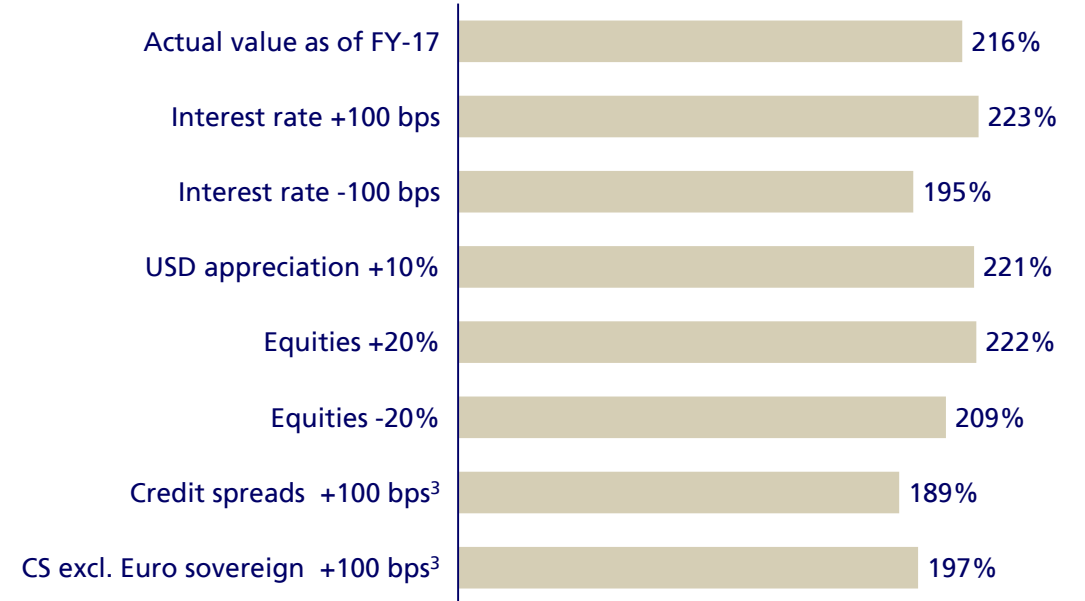 Actual value as of FY-17 216%
Interest rate +100 bps 223%
Interest rate -100 bps 195%
USD appreciation +10% 221%
Equities +20% 222%
Equities -20% 209%
Credit spreads +100 bps³ 189%
CS excl. Euro sovereign +100 bps³ 197%